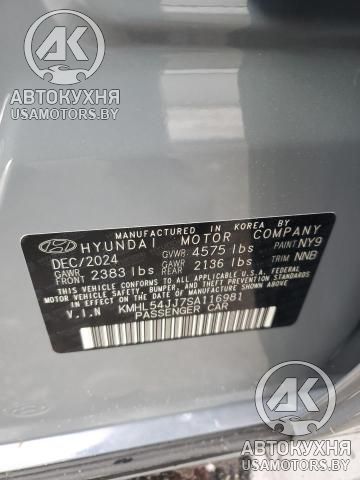 АК
АВТОКУХНЯ
USAMOTORS.BY
MANUFACTURED IN KOREA BY
HYUNDAI MOTOR COMPANY
DEC/2024 GVWR: 4575 lbs PAINT NY9
GAWR FRONT 2383 lbs GAWR REAR 2136 lbs TRIM NNB
THIS VEHICLE CONFORMS TO ALL APPLICABLE U.S.A. FEDERAL
MOTOR VEHICLE SAFETY, BUMPER, AND THEFT PREVENTION
STANDARDS IN EFFECT ON THE DATE OF MANUFACTURE SHOWN ABOVE.
V.I.N KMHL54JJ7SA116981
PASSENGER CAR
АК
АВТОКУХНЯ
USAMOTORS.BY